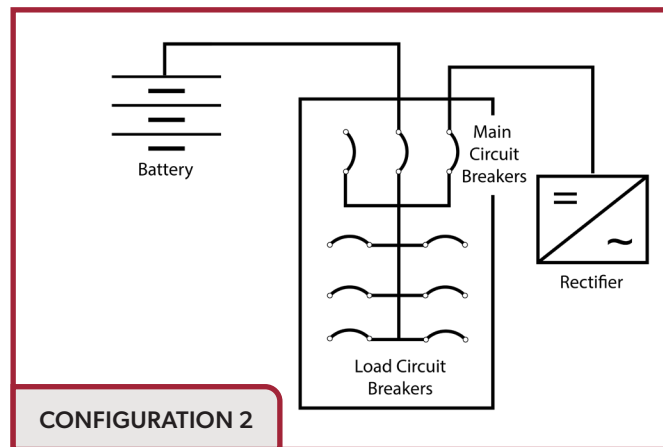 Battery
Main
Circuit
Breakers
Rectifier
Load Circuit
Breakers
CONFIGURATION 2